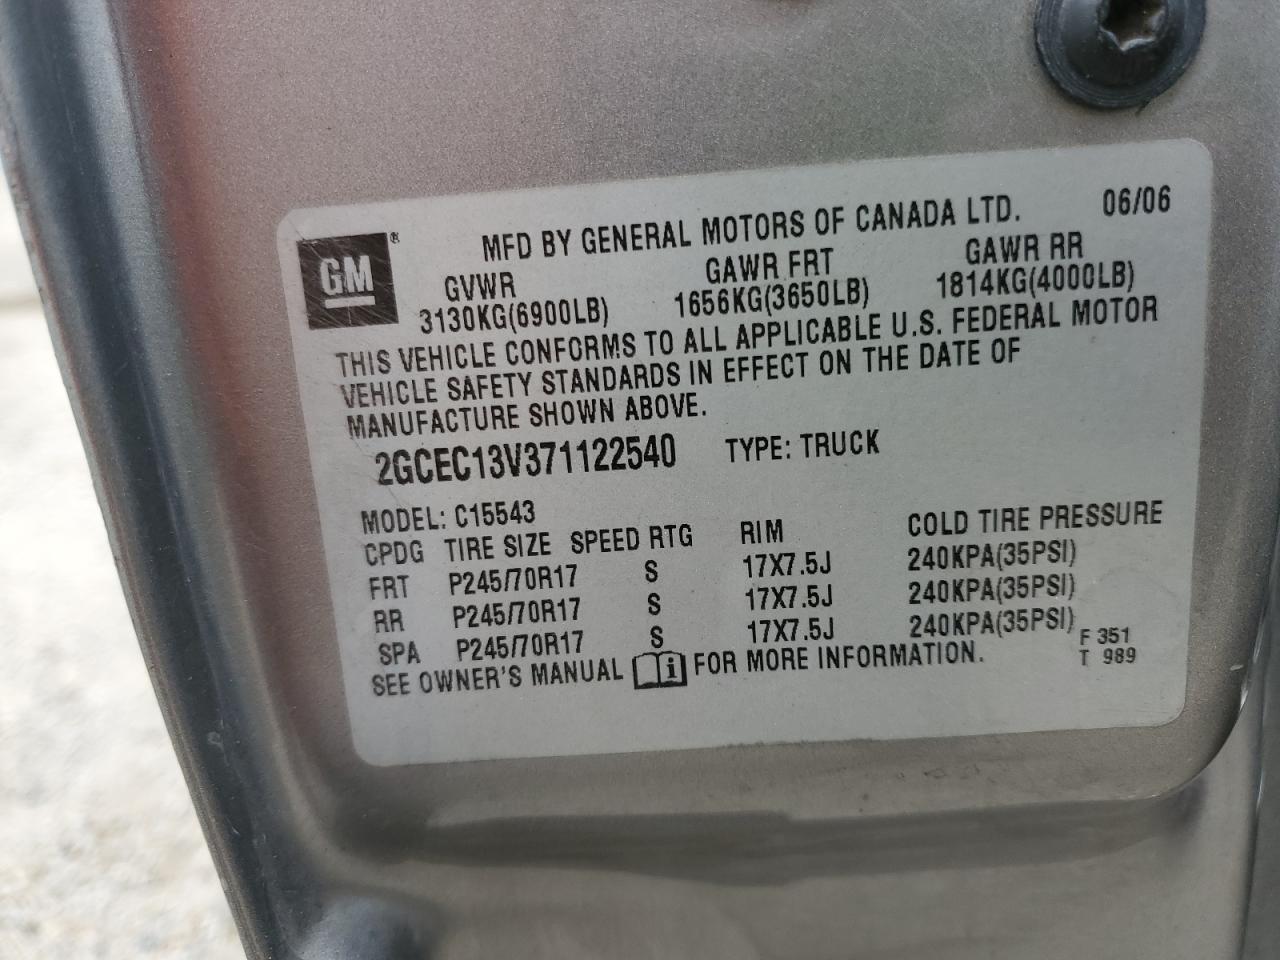 GM®
MFD BY GENERAL MOTORS OF CANADA LTD. 06/06
GVWR GAWR FRT GAWR RR
3130KG(6900LB) 1656KG(3650LB) 1814KG(4000LB)
THIS VEHICLE CONFORMS TO ALL APPLICABLE U.S. FEDERAL MOTOR
VEHICLE SAFETY STANDARDS IN EFFECT ON THE DATE OF
MANUFACTURE SHOWN ABOVE.
2GCEC13V371122540 TYPE: TRUCK
MODEL: C15543
CPDG TIRE SIZE SPEED RTG RIM COLD TIRE PRESSURE
FRT P245/70R17 S 17X7.5J 240KPA(35PSI)
RR P245/70R17 S 17X7.5J 240KPA(35PSI)
SPA P245/70R17 S 17X7.5J 240KPA(35PSI)
SEE OWNER'S MANUAL i FOR MORE INFORMATION.
F 351
T 989